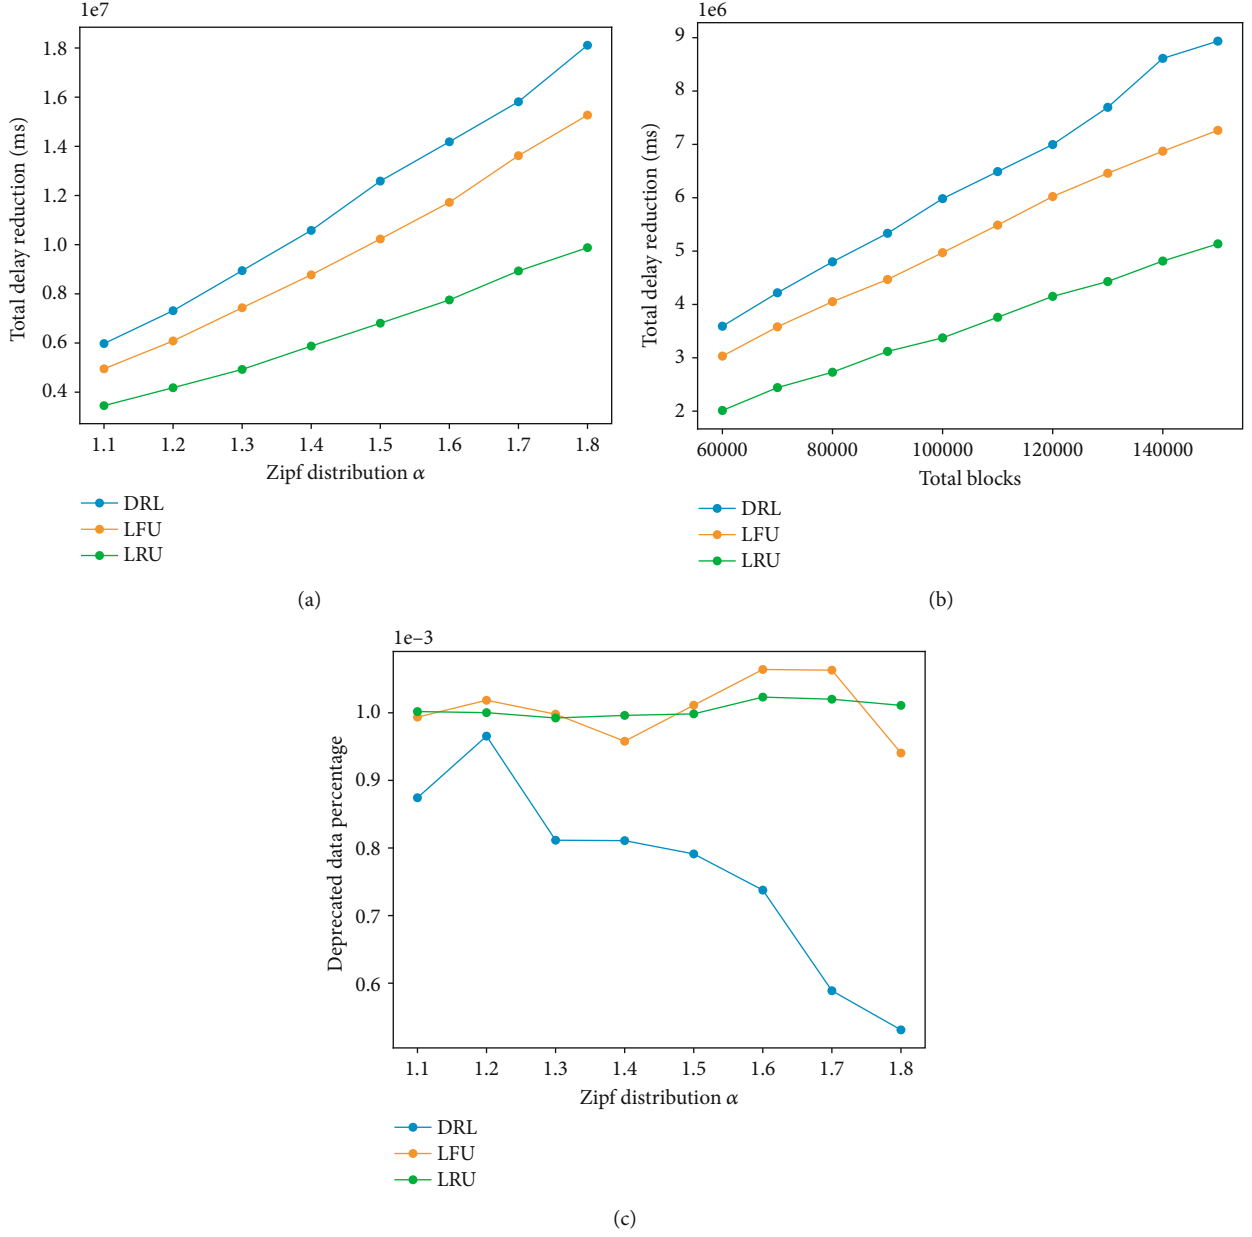 1e7
Total delay reduction (ms)
1.8
1.6
1.4
1.2
1.0
0.8
0.6
0.4
1.1 1.2 1.3 1.4 1.5 1.6 1.7 1.8
Zipf distribution α
DRL
LFU
LRU
(a)
1e6
Total delay reduction (ms)
9
8
7
6
5
4
3
2
60000 80000 100000 120000 140000
Total blocks
DRL
LFU
LRU
(b)
1e–3
Deprecated data percentage
1.0
0.9
0.8
0.7
0.6
1.1 1.2 1.3 1.4 1.5 1.6 1.7 1.8
Zipf distribution α
DRL
LFU
LRU
(c)